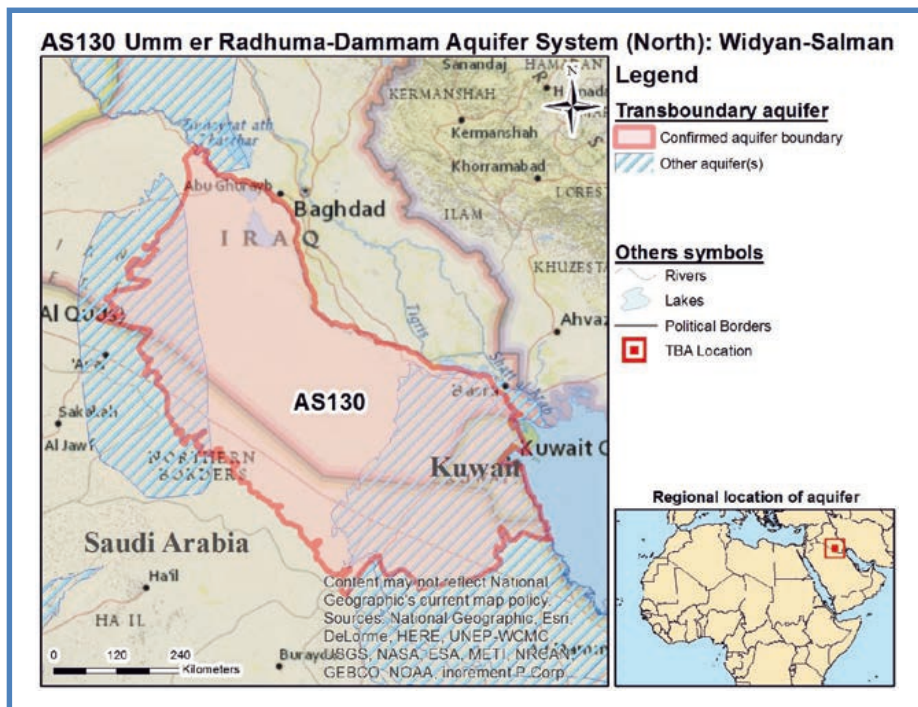 AS130 Umm er Radhuma-Dammam Aquifer System (North): Widyan-Salman
Legend
Transboundary aquifer
Confirmed aquifer boundary
Other aquifer(s)
Others symbols
Rivers
Lakes
Political Borders
TBA Location
Sanandaj
N
KERMANSHAH
Kermanshah
Khorramabad
Abu Ghurayb
Baghdad
ILAM
IRAQ
KHUZESTA
Tigris
Ahvaz
AS130
Basra
Sakakah
Al Jawf
NORTHERN
BORDERS
Kuwait
Kuwait C
Saudi Arabia
Ha'il
HA IL
Content may not reflect National
Geographic's current map policy.
Sources: National Geographic, Esri,
DeLorme, HERE, UNEP-WCMC,
USGS, NASA, ESA, METI, NRCAN,
GEBCO, NOAA, increment P Corp.
0 120 240
Kilometers
Regional location of aquifer